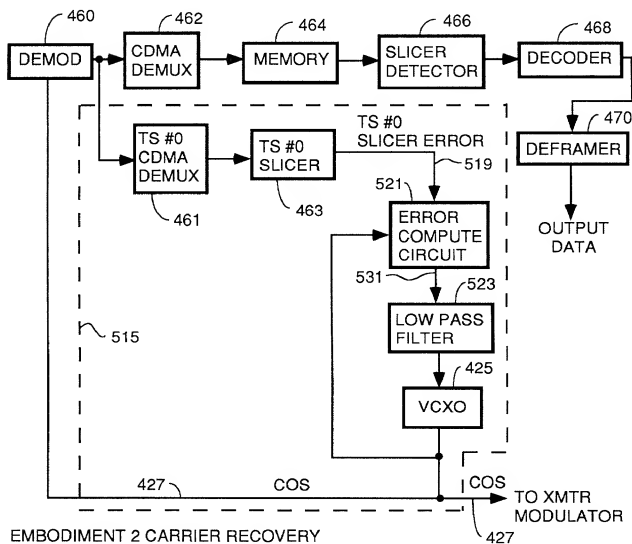 460
DEMOD
462
CDMA
DEMUX
464
MEMORY
466
SLICER
DETECTOR
468
DECODER
470
DEFRAMER
OUTPUT
DATA
TS #0
CDMA
DEMUX
461
TS #0
SLICER
463
TS #0
SLICER ERROR
519
521
ERROR
COMPUTE
CIRCUIT
531
523
LOW PASS
FILTER
515
425
VCXO
427
COS
COS
427
TO XMTR
MODULATOR
EMBODIMENT 2 CARRIER RECOVERY